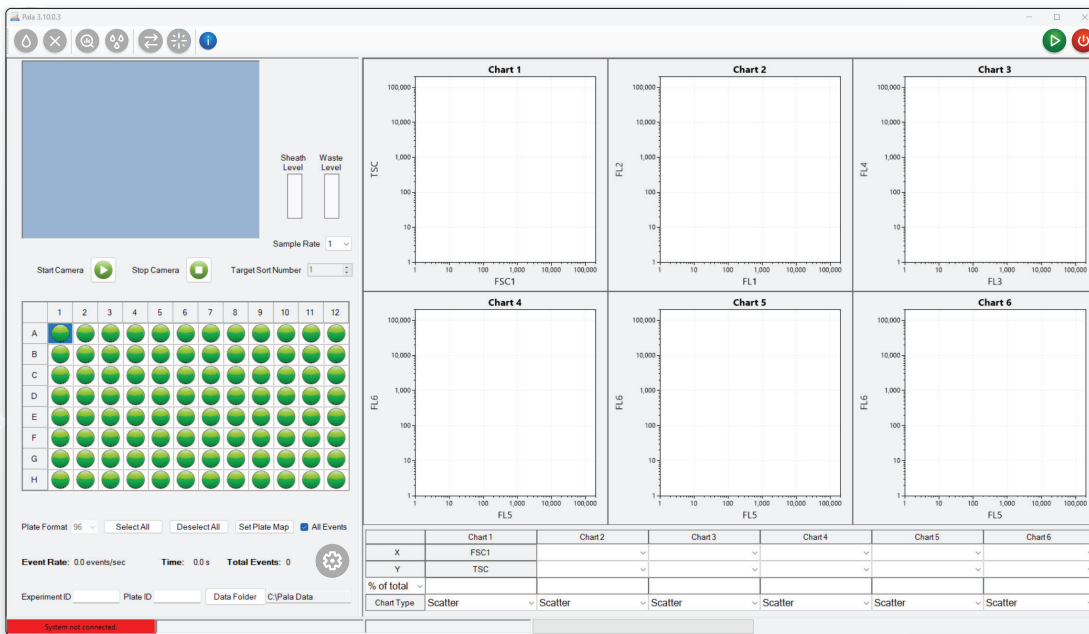 Pala 3.10.0.3
Sheath Level
Waste Level
Sample Rate 1
Start Camera
Stop Camera
Target Sort Number 1
1 2 3 4 5 6 7 8 9 10 11 12
A
B
C
D
E
F
G
H
Plate Format 96 Select All Deselect All Set Plate Map All Events
Event Rate: 0.0 events/sec Time: 0.0 s Total Events: 0
Experiment ID Plate ID Data Folder C:\Pala Data
System not connected.
Chart 1
TSC
100,000
10,000
1,000
100
10
1
1 10 100 1,000 10,000 100,000
FSC1
Chart 2
FL2
100,000
10,000
1,000
100
10
1
1 10 100 1,000 10,000 100,000
FL1
Chart 3
FL4
100,000
10,000
1,000
100
10
1
1 10 100 1,000 10,000 100,000
FL3
Chart 4
FL6
100,000
10,000
1,000
100
10
1
1 10 100 1,000 10,000 100,000
FL5
Chart 5
FL6
100,000
10,000
1,000
100
10
1
1 10 100 1,000 10,000 100,000
FL5
Chart 6
FL6
100,000
10,000
1,000
100
10
1
1 10 100 1,000 10,000 100,000
FL5
Chart 1 Chart 2 Chart 3 Chart 4 Chart 5 Chart 6
X FSC1
Y TSC
% of total
Chart Type Scatter Scatter Scatter Scatter Scatter Scatter